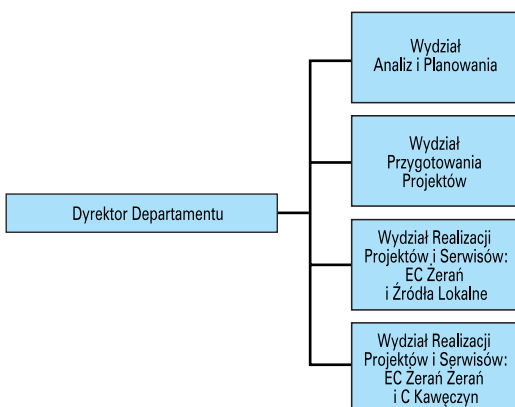 Wydział
Analiz i Planowania
Wydział
Przygotowania
Projektów
Dyrektor Departamentu
Wydział Realizacji
Projektów i Serwisów:
EC Żerań
i Źródła Lokalne
Wydział Realizacji
Projektów i Serwisów:
EC Żerań Żerań
i C Kawęczyn